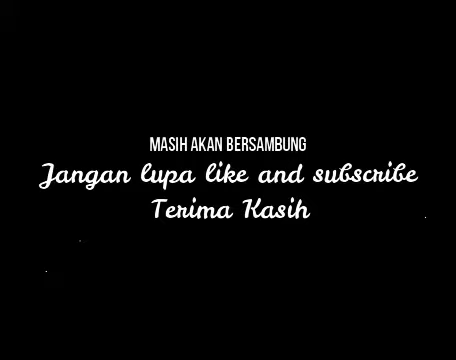 MASIH AKAN BERSAMBUNG
Jangan lupa like and subscribe
Terima Kasih